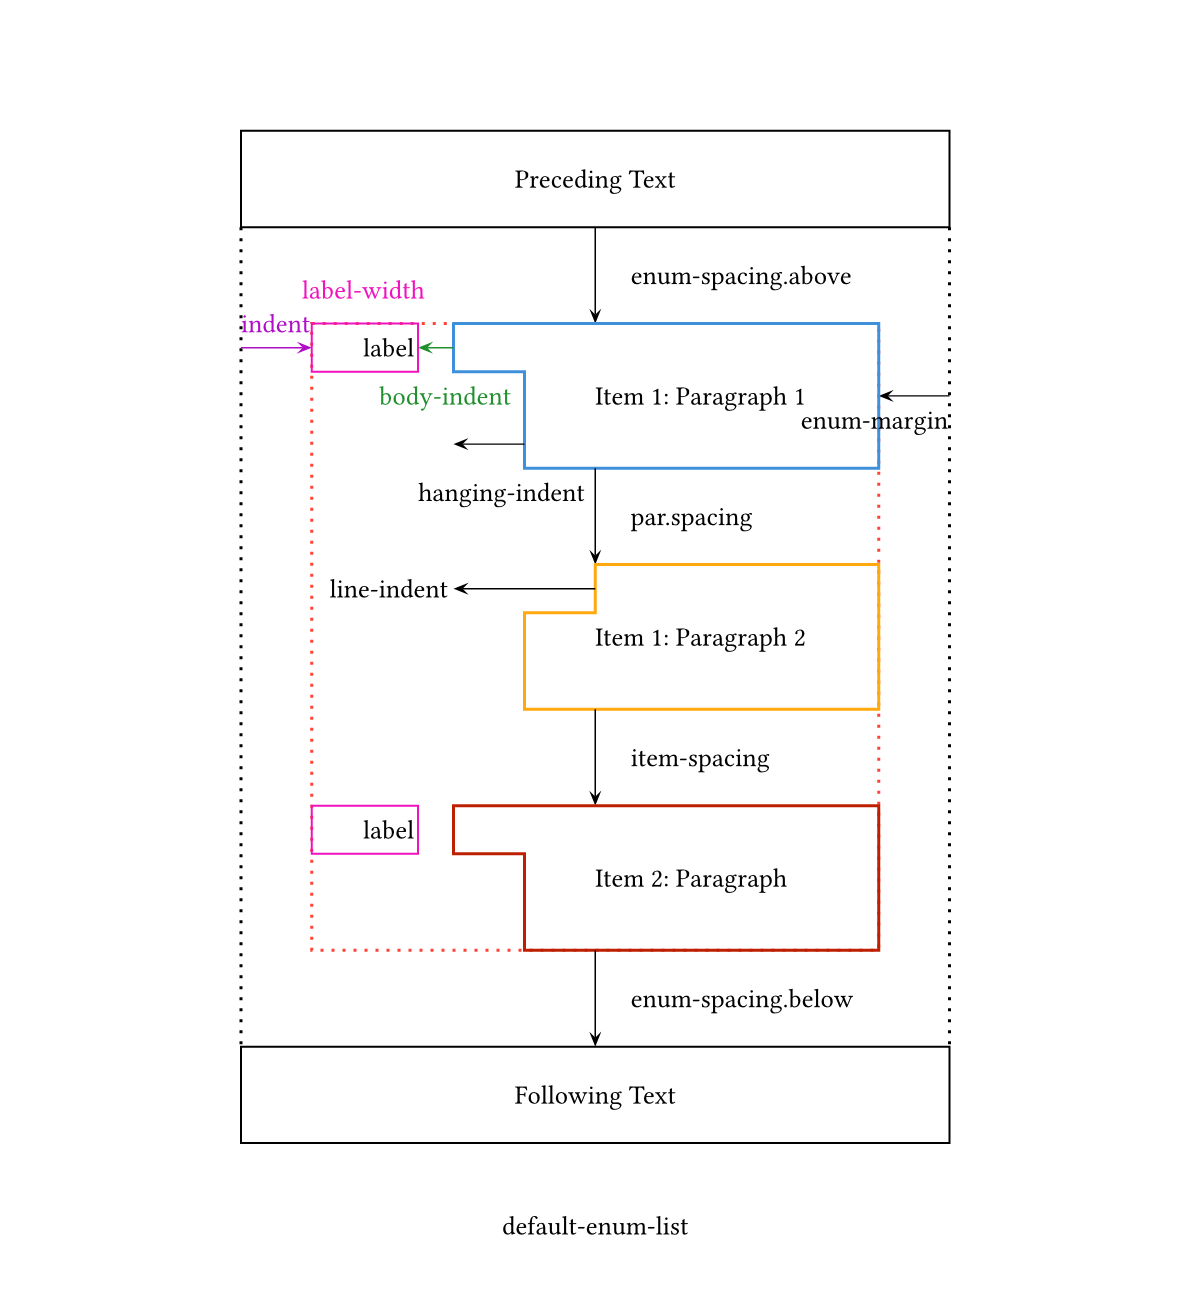 Preceding Text
enum-spacing.above
label-width
indent
label
body-indent
Item 1: Paragraph 1
enum-margin
hanging-indent
par.spacing
line-indent
Item 1: Paragraph 2
item-spacing
label
Item 2: Paragraph
enum-spacing.below
Following Text
default-enum-list